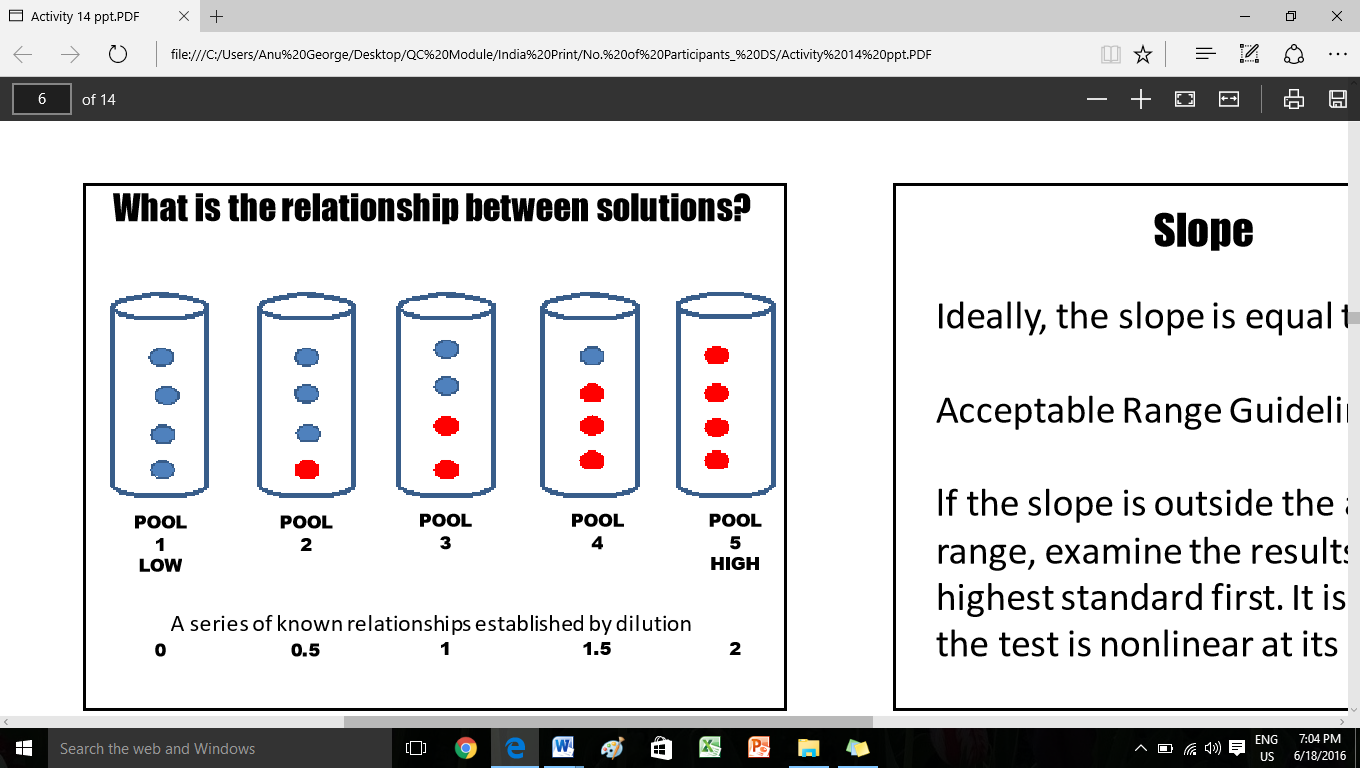 Activity 14 ppt.PDF
file:///C:/Users/Anu%20George/Desktop/QC%20Module/India%20Print/No.%20of%20Participants_%20DS/Activity%2014%20ppt.PDF
6 of 14
What is the relationship between solutions?
POOL POOL POOL POOL POOL
1 2 3 4 5
LOW HIGH
A series of known relationships established by dilution
0 0.5 1 1.5 2
Slope
Ideally, the slope is equal
Acceptable Range
If the slope is outside the
range, examine the results
highest standard first. It is
the test is nonlinear at its
Search the web and Windows
ENG 7:04 PM
US 6/18/2016